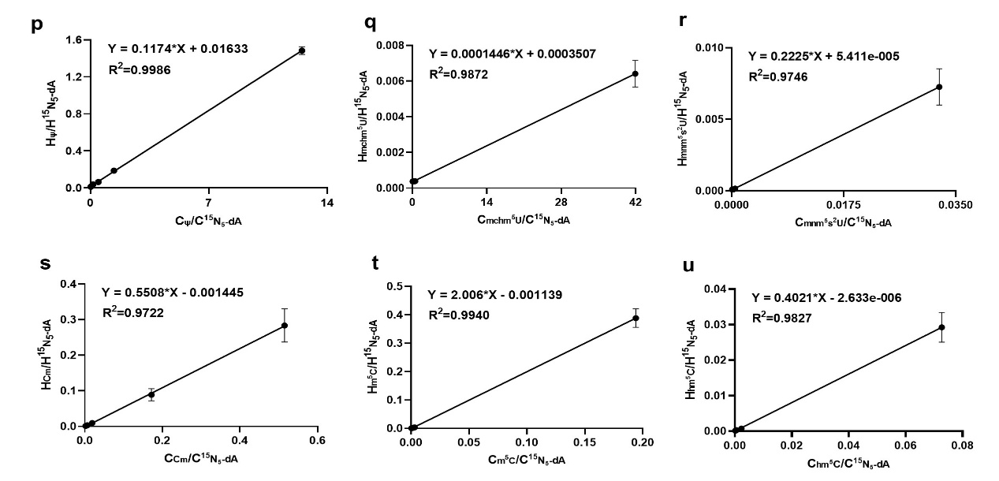 p
Y = 0.1174*X + 0.01633
R²=0.9986
Hψ/H¹⁵N₅-dA
1.6
1.2
0.8
0.4
0.0
0 7 14
Cψ/C¹⁵N₅-dA
q
Y = 0.0001446*X + 0.0003507
R²=0.9872
Hmchm⁵U/H¹⁵N₅-dA
0.008
0.006
0.004
0.002
0.000
0 14 28 42
Cmchm⁵U/C¹⁵N₅-dA
r
Y = 0.2225*X + 5.411e-005
R²=0.9746
Hmnm⁵s²U/H¹⁵N₅-dA
0.010
0.005
0.000
0.0000 0.0175 0.0350
Cmnm⁵s²U/C¹⁵N₅-dA
s
Y = 0.5508*X - 0.001445
R²=0.9722
HCm/H¹⁵N₅-dA
0.4
0.3
0.2
0.1
0.0
0.0 0.2 0.4 0.6
CCm/C¹⁵N₅-dA
t
Y = 2.006*X - 0.001139
R²=0.9940
Hm⁵C/H¹⁵N₅-dA
0.5
0.4
0.3
0.2
0.1
0.0
0.00 0.05 0.10 0.15 0.20
Cm⁵C/C¹⁵N₅-dA
u
Y = 0.4021*X - 2.633e-006
R²=0.9827
Hhm⁵C/H¹⁵N₅-dA
0.04
0.03
0.02
0.01
0.00
0.00 0.02 0.04 0.06 0.08
Chm⁵C/C¹⁵N₅-dA